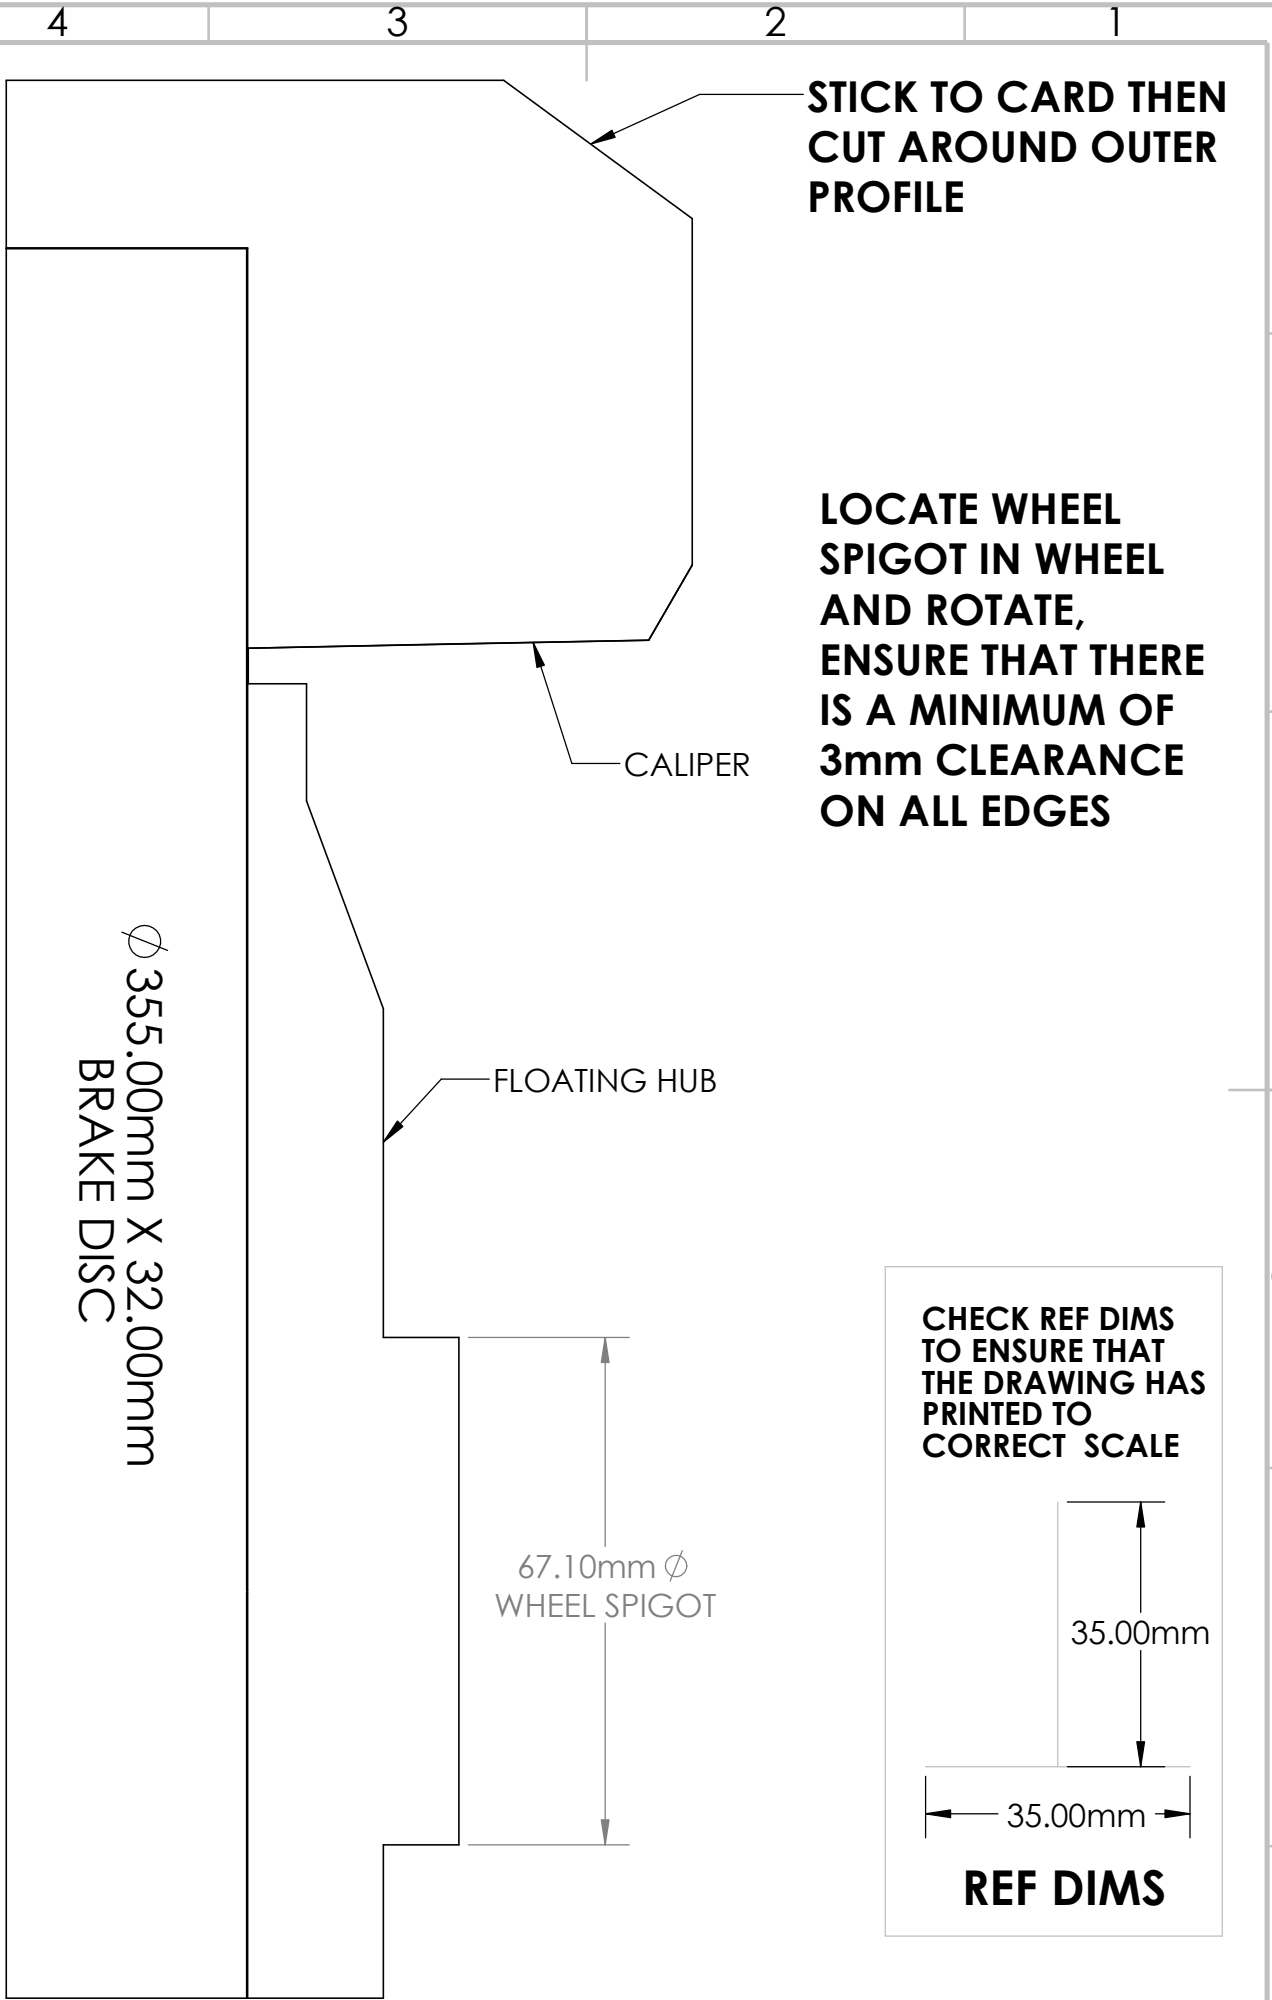 4
3
2
1
STICK TO CARD THEN
CUT AROUND OUTER
PROFILE
LOCATE WHEEL
SPIGOT IN WHEEL
AND ROTATE,
ENSURE THAT THERE
IS A MINIMUM OF
3mm CLEARANCE
ON ALL EDGES
CALIPER
FLOATING HUB
∅ 355.00mm X 32.00mm
BRAKE DISC
67.10mm ∅
WHEEL SPIGOT
CHECK REF DIMS
TO ENSURE THAT
THE DRAWING HAS
PRINTED TO
CORRECT SCALE
35.00mm
35.00mm
REF DIMS